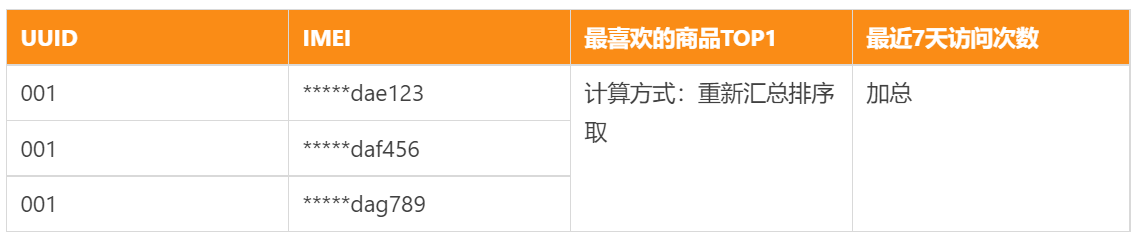 UUID IMEI 最喜欢的商品TOP1 最近7天访问次数
001 *****dae123 计算方式：重新汇总排序 加总
取
001 *****daf456
001 *****dag789